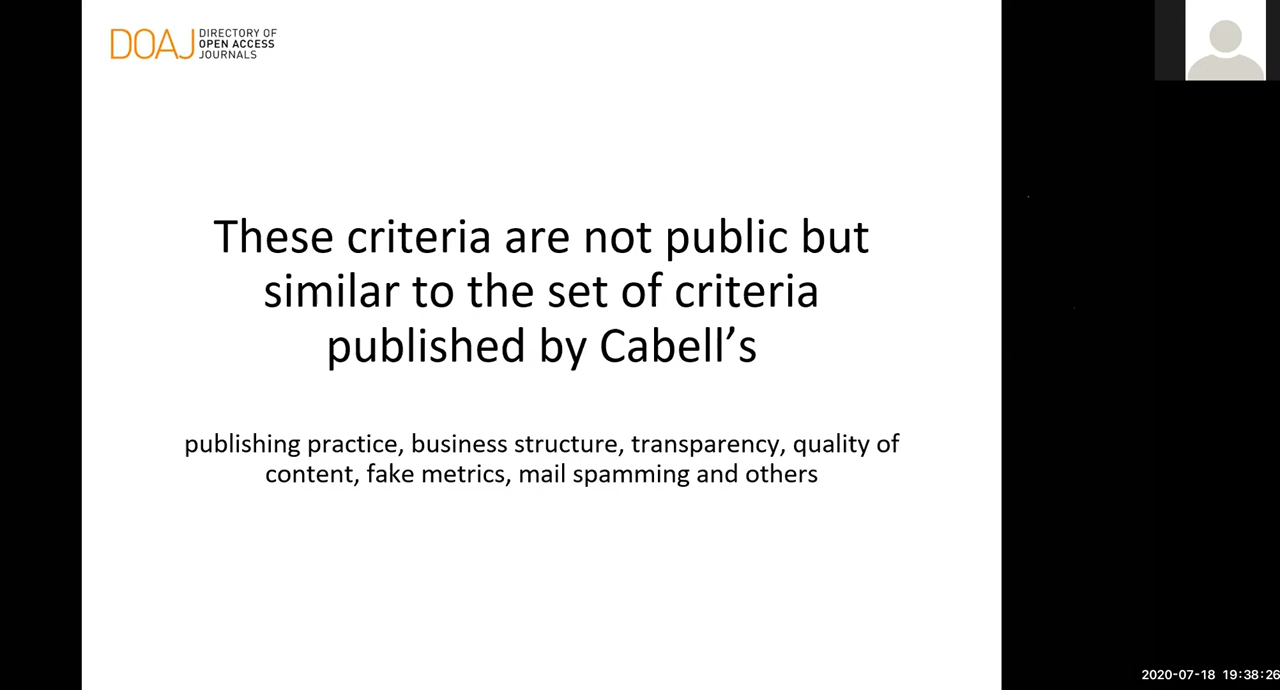 DOAJ DIRECTORY OF
OPEN ACCESS
JOURNALS
These criteria are not public but
similar to the set of criteria
published by Cabell’s
publishing practice, business structure, transparency, quality of
content, fake metrics, mail spamming and others
2020-07-18 19:38:26